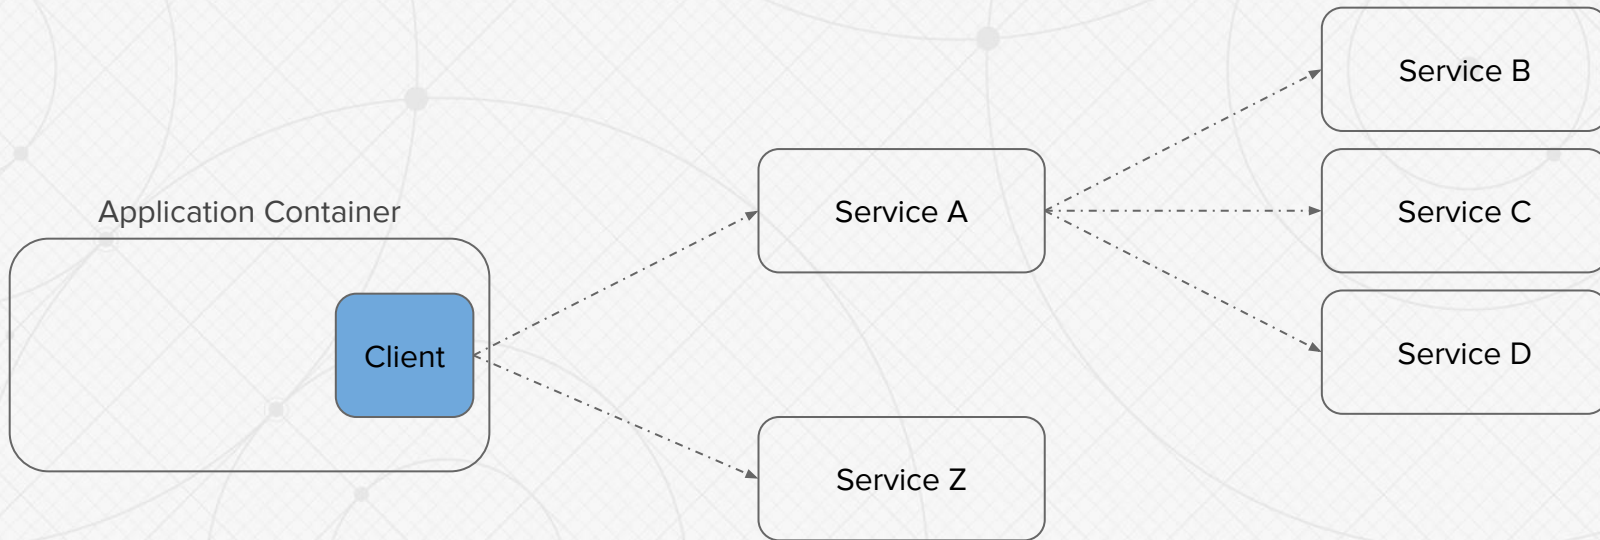 Application Container
Client
Service A
Service Z
Service B
Service C
Service D